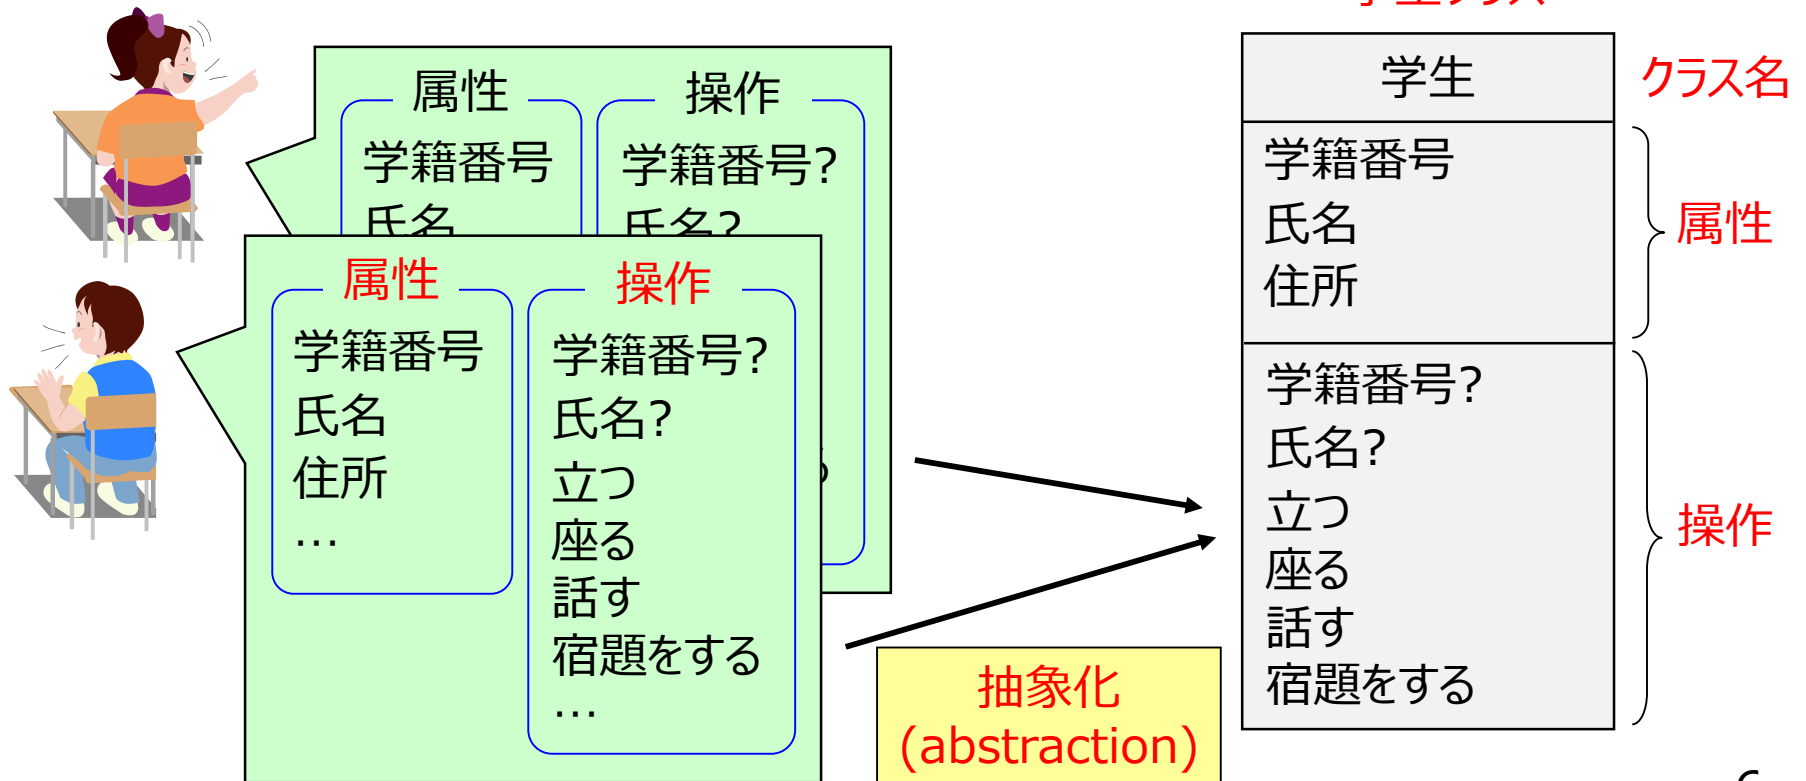 属性
学籍番号
氏名
操作
学籍番号?
氏名?
属性
学籍番号
氏名
住所
…
操作
学籍番号?
氏名?
立つ
座る
話す
宿題をする
…
抽象化
(abstraction)
学生クラス
学生
学籍番号
氏名
住所
学籍番号?
氏名?
立つ
座る
話す
宿題をする
クラス名
属性
操作